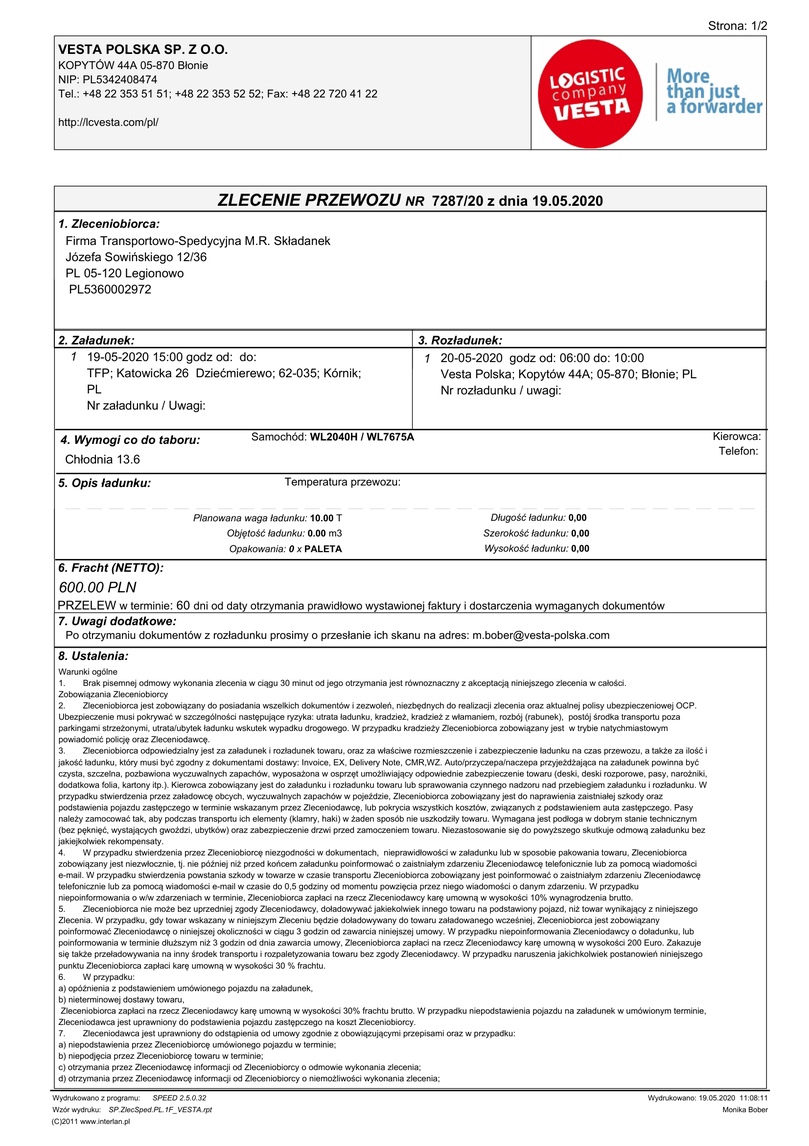 Strona: 1/2
VESTA POLSKA SP. Z O.O.
KOPYTÓW 44A 05-870 Błonie
NIP: PL5342408474
Tel.: +48 22 353 51 51; +48 22 353 52 52; Fax: +48 22 720 41 22
http://lcvesta.com/pl/
LOGISTIC
company
VESTA
More
than just
a forwarder
ZLECENIE PRZEWOZU NR 7287/20 z dnia 19.05.2020
1. Zleceniobiorca:
Firma Transportowo-Spedycyjna M.R. Składanek
Józefa Sowińskiego 12/36
PL 05-120 Legionowo
PL5360002972
2. Załadunek:
1 19-05-2020 15:00 godz od: do:
TFP; Katowicka 26 Dziećmierewo; 62-035; Kórnik;
PL
Nr załadunku / Uwagi:
3. Rozładunek:
1 20-05-2020 godz od: 06:00 do: 10:00
Vesta Polska; Kopytów 44A; 05-870; Błonie; PL
Nr rozładunku / uwagi:
4. Wymogi co do taboru:
Samochód: WL2040H / WL7675A
Kierowca:
Telefon:
Chłodnia 13.6
5. Opis ładunku:
Temperatura przewozu:
Planowana waga ładunku: 10.00 T
Długość ładunku: 0,00
Objętość ładunku: 0.00 m3
Szerokość ładunku: 0,00
Opakowania: 0 x PALETA
Wysokość ładunku: 0,00
6. Fracht (NETTO):
600.00 PLN
PRZELEW w terminie: 60 dni od daty otrzymania prawidłowo wystawionej faktury i dostarczenia wymaganych dokumentów
7. Uwagi dodatkowe:
Po otrzymaniu dokumentów z rozładunku prosimy o przesłanie ich skanu na adres: m.bober@vesta-polska.com
8. Ustalenia:
Warunki ogólne
1. Brak pisemnej odmowy wykonania zlecenia w ciągu 30 minut od jego otrzymania jest równoznaczny z akceptacją niniejszego zlecenia w całości.
Zobowiązania Zleceniobiorcy
2. Zleceniobiorca jest zobowiązany do posiadania wszelkich dokumentów i zezwoleń, niezbędnych do realizacji zlecenia oraz aktualnej polisy ubezpieczeniowej OCP.
Ubezpieczenie musi pokrywać w szczególności następujące ryzyka: utrata ładunku, kradzież, kradzież z włamaniem, rozbój (rabunek), postój środka transportu poza
parkingami strzeżonymi, utrata/ubytek ładunku wskutek wypadku drogowego. W przypadku kradzieży Zleceniobiorca zobowiązany jest w trybie natychmiastowym
powiadomić policję oraz Zleceniodawcę.
3. Zleceniobiorca odpowiedzialny jest za załadunek i rozładunek towaru, oraz za właściwe rozmieszczenie i zabezpieczenie ładunku na czas przewozu, a także za ilość i
jakość ładunku, który musi być zgodny z dokumentami dostawy: Invoice, EX, Delivery Note, CMR,WZ. Auto/przyczepa/naczepa przyjeżdżająca na załadunek powinna być
czysta, szczelna, pozbawiona wyczuwalnych zapachów, wyposażona w osprzęt umożliwiający odpowiednie zabezpieczenie towaru (deski, deski rozporowe, pasy, narożniki,
dodatkowa folia, kartony itp.). Kierowca zobowiązany jest do załadunku i rozładunku towaru lub sprawowania czynnego nadzoru nad przebiegiem załadunku i rozładunku. W
przypadku stwierdzenia przez załadowcę obcych, wyczuwalnych zapachów w pojeździe, Zleceniobiorca zobowiązany jest do naprawienia zaistniałej szkody oraz
podstawienia pojazdu zastępczego w terminie wskazanym przez Zleceniodawcę, lub pokrycia wszystkich kosztów, związanych z podstawieniem auta zastępczego. Pasy
należy zamocować tak, aby podczas transportu ich elementy (klamry, haki) w żaden sposób nie uszkodziły towaru. Wymagana jest podłoga w dobrym stanie technicznym
(bez pęknięć, wystających gwoździ, ubytków) oraz zabezpieczenie drzwi przed zamoczeniem towaru. Niezastosowanie się do powyższego skutkuje odmową załadunku bez
jakiejkolwiek rekompensaty.
4. W przypadku stwierdzenia przez Zleceniobiorcę niezgodności w dokumentach, nieprawidłowości w załadunku lub w sposobie pakowania towaru, Zleceniobiorca
zobowiązany jest niezwłocznie, tj. nie później niż przed końcem załadunku poinformować o zaistniałym zdarzeniu Zleceniodawcę telefonicznie lub za pomocą wiadomości
e-mail. W przypadku stwierdzenia powstania szkody w towarze w czasie transportu Zleceniobiorca zobowiązany jest poinformować o zaistniałym zdarzeniu Zleceniodawcę
telefonicznie lub za pomocą wiadomości e-mail w czasie do 0,5 godziny od momentu powzięcia przez niego wiadomości o danym zdarzeniu. W przypadku
niepoinformowania o w/w zdarzeniach w terminie, Zleceniobiorca zapłaci na rzecz Zleceniodawcy karę umowną w wysokości 10% wynagrodzenia brutto.
5. Zleceniobiorca nie może bez uprzedniej zgody Zleceniodawcy, doładowywać jakiekolwiek innego towaru na podstawiony pojazd, niż towar wynikający z niniejszego
Zlecenia. W przypadku, gdy towar wskazany w niniejszym Zleceniu będzie doładowywany do towaru załadowanego wcześniej, Zleceniobiorca jest zobowiązany
poinformować Zleceniodawcę o niniejszej okoliczności w ciągu 3 godzin od zawarcia niniejszej umowy. W przypadku niepoinformowania Zleceniodawcy o doładunku, lub
poinformowania w terminie dłuższym niż 3 godzin od dnia zawarcia umowy, Zleceniobiorca zapłaci na rzecz Zleceniodawcy karę umowną w wysokości 200 Euro. Zakazuje
się także przeładowywania na inny środek transportu i rozpaletyzowania towaru bez zgody Zleceniodawcy. W przypadku naruszenia jakichkolwiek postanowień niniejszego
punktu Zleceniobiorca zapłaci karę umowną w wysokości 30 % frachtu.
6. W przypadku:
a) opóźnienia z podstawieniem umówionego pojazdu na załadunek,
b) nieterminowej dostawy towaru,
Zleceniobiorca zapłaci na rzecz Zleceniodawcy karę umowną w wysokości 30% frachtu brutto. W przypadku niepodstawienia pojazdu na załadunek w umówionym terminie,
Zleceniodawca jest uprawniony do podstawienia pojazdu zastępczego na koszt Zleceniobiorcy.
7. Zleceniodawca jest uprawniony do odstąpienia od umowy zgodnie z obowiązującymi przepisami oraz w przypadku:
a) niepodstawienia przez Zleceniobiorcę umówionego pojazdu w terminie;
b) niepodjęcia przez Zleceniobiorcę towaru w terminie;
c) otrzymania przez Zleceniodawcę informacji od Zleceniobiorcy o odmowie wykonania zlecenia;
d) otrzymania przez Zleceniodawcę informacji od Zleceniobiorcy o niemożliwości wykonania zlecenia;
Wydrukowano z programu: SPEED 2.5.0.32
Wydrukowano: 19.05.2020 11:08:11
Wzór wydruku: SP.ZlecSped.PL.1F_VESTA.rpt
Monika Bober
(C)2011 www.interlan.pl